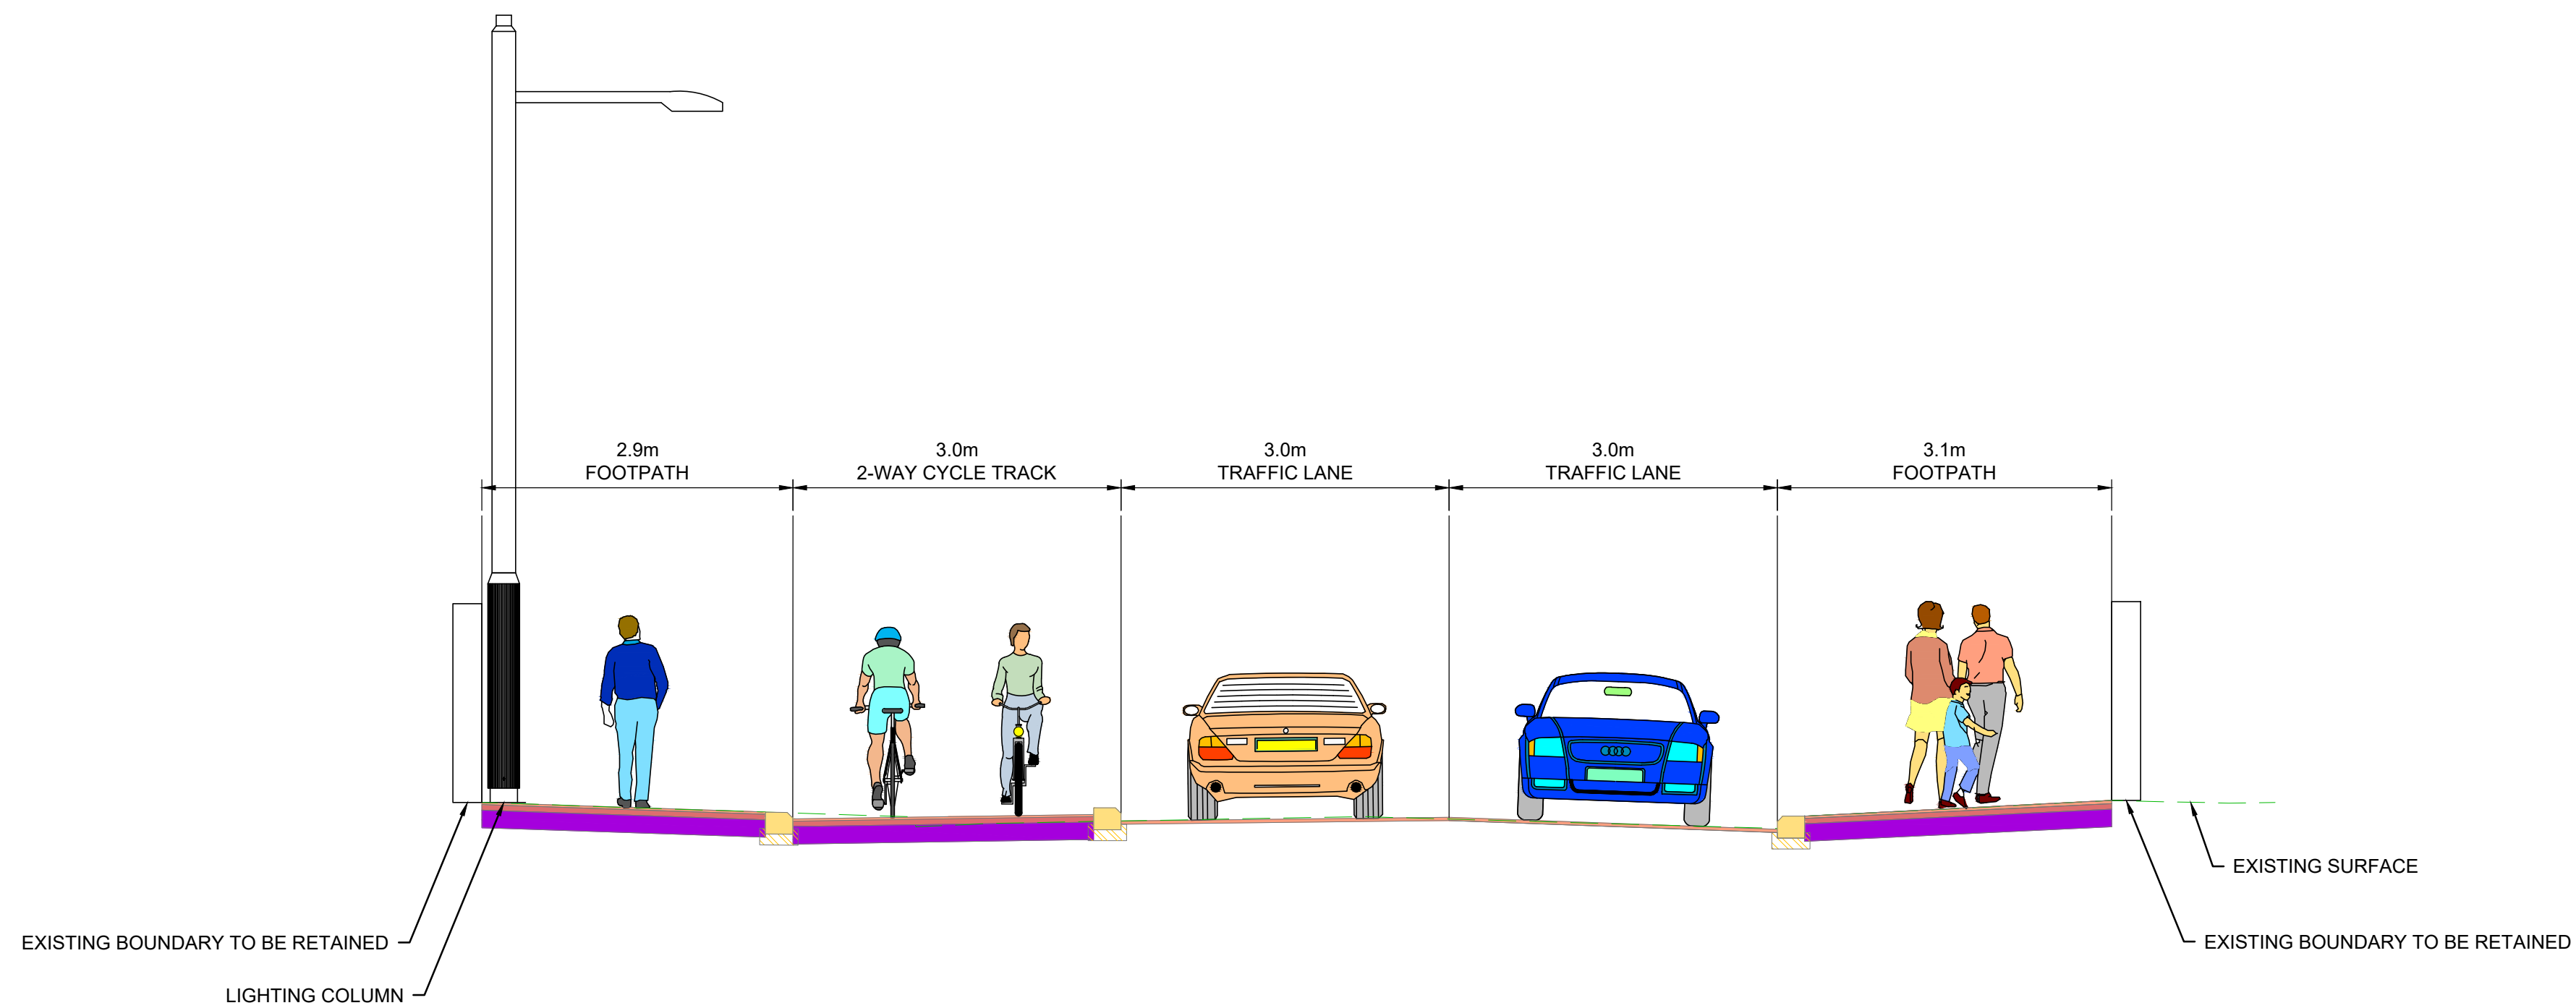 2.9m
FOOTPATH
3.0m
2-WAY CYCLE TRACK
3.0m
TRAFFIC LANE
3.0m
TRAFFIC LANE
3.1m
FOOTPATH
EXISTING SURFACE
EXISTING BOUNDARY TO BE RETAINED
EXISTING BOUNDARY TO BE RETAINED
LIGHTING COLUMN